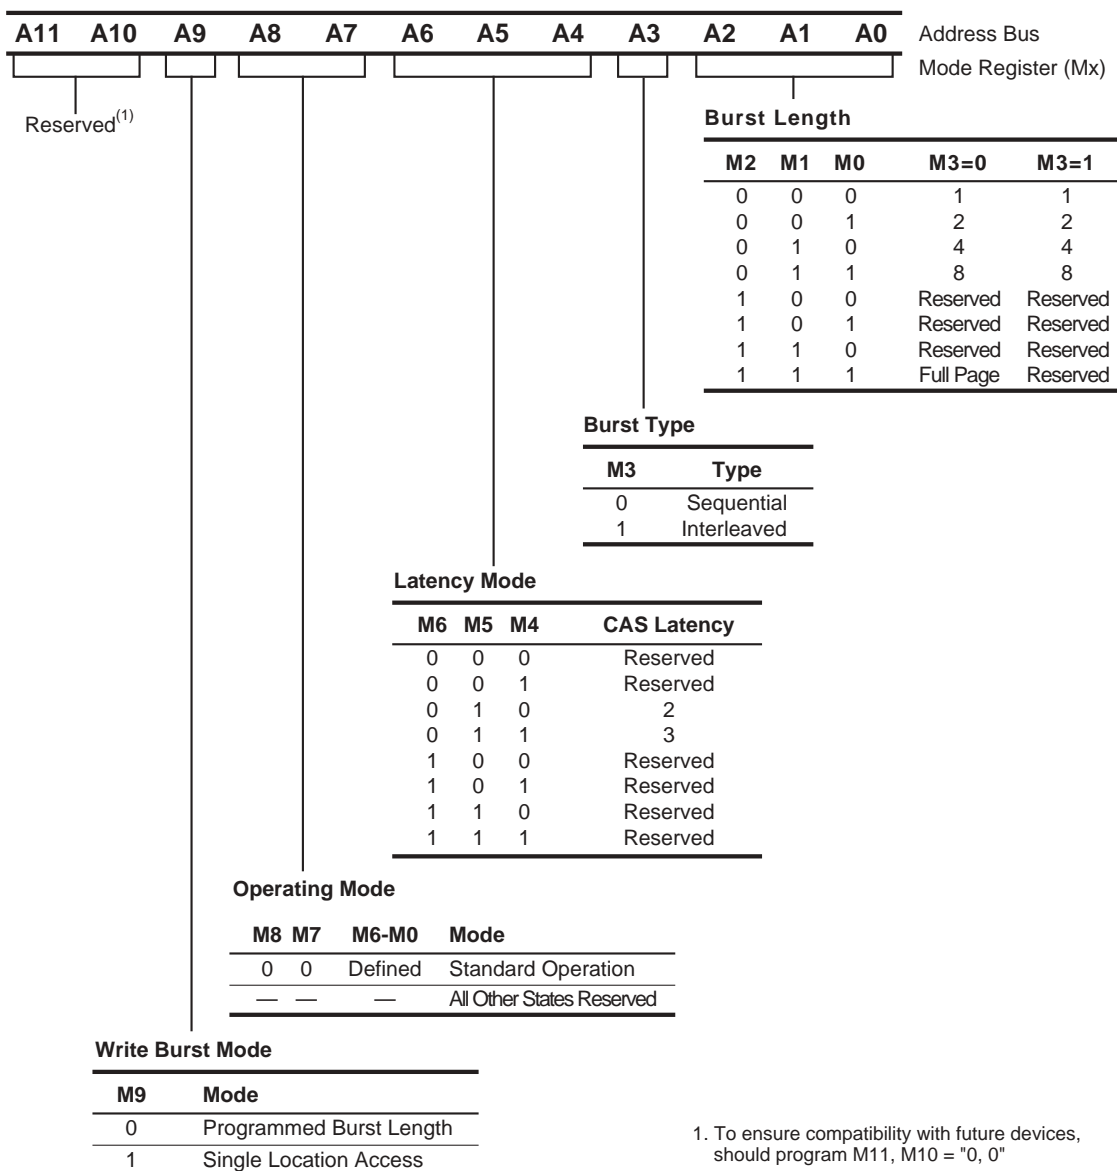 A11 A10 A9 A8 A7 A6 A5 A4 A3 A2 A1 A0 Address Bus
Mode Register (Mx)
Reserved(1)
Burst Length
M2 M1 M0 M3=0 M3=1
0 0 0 1 1
0 0 1 2 2
0 1 0 4 4
0 1 1 8 8
1 0 0 Reserved Reserved
1 0 1 Reserved Reserved
1 1 0 Reserved Reserved
1 1 1 Full Page Reserved
Burst Type
M3 Type
0 Sequential
1 Interleaved
Latency Mode
M6 M5 M4 CAS Latency
0 0 0 Reserved
0 0 1 Reserved
0 1 0 2
0 1 1 3
1 0 0 Reserved
1 0 1 Reserved
1 1 0 Reserved
1 1 1 Reserved
Operating Mode
M8 M7 M6-M0 Mode
0 0 Defined Standard Operation
— — — All Other States Reserved
Write Burst Mode
M9 Mode
0 Programmed Burst Length
1 Single Location Access
1. To ensure compatibility with future devices,
should program M11, M10 = "0, 0"